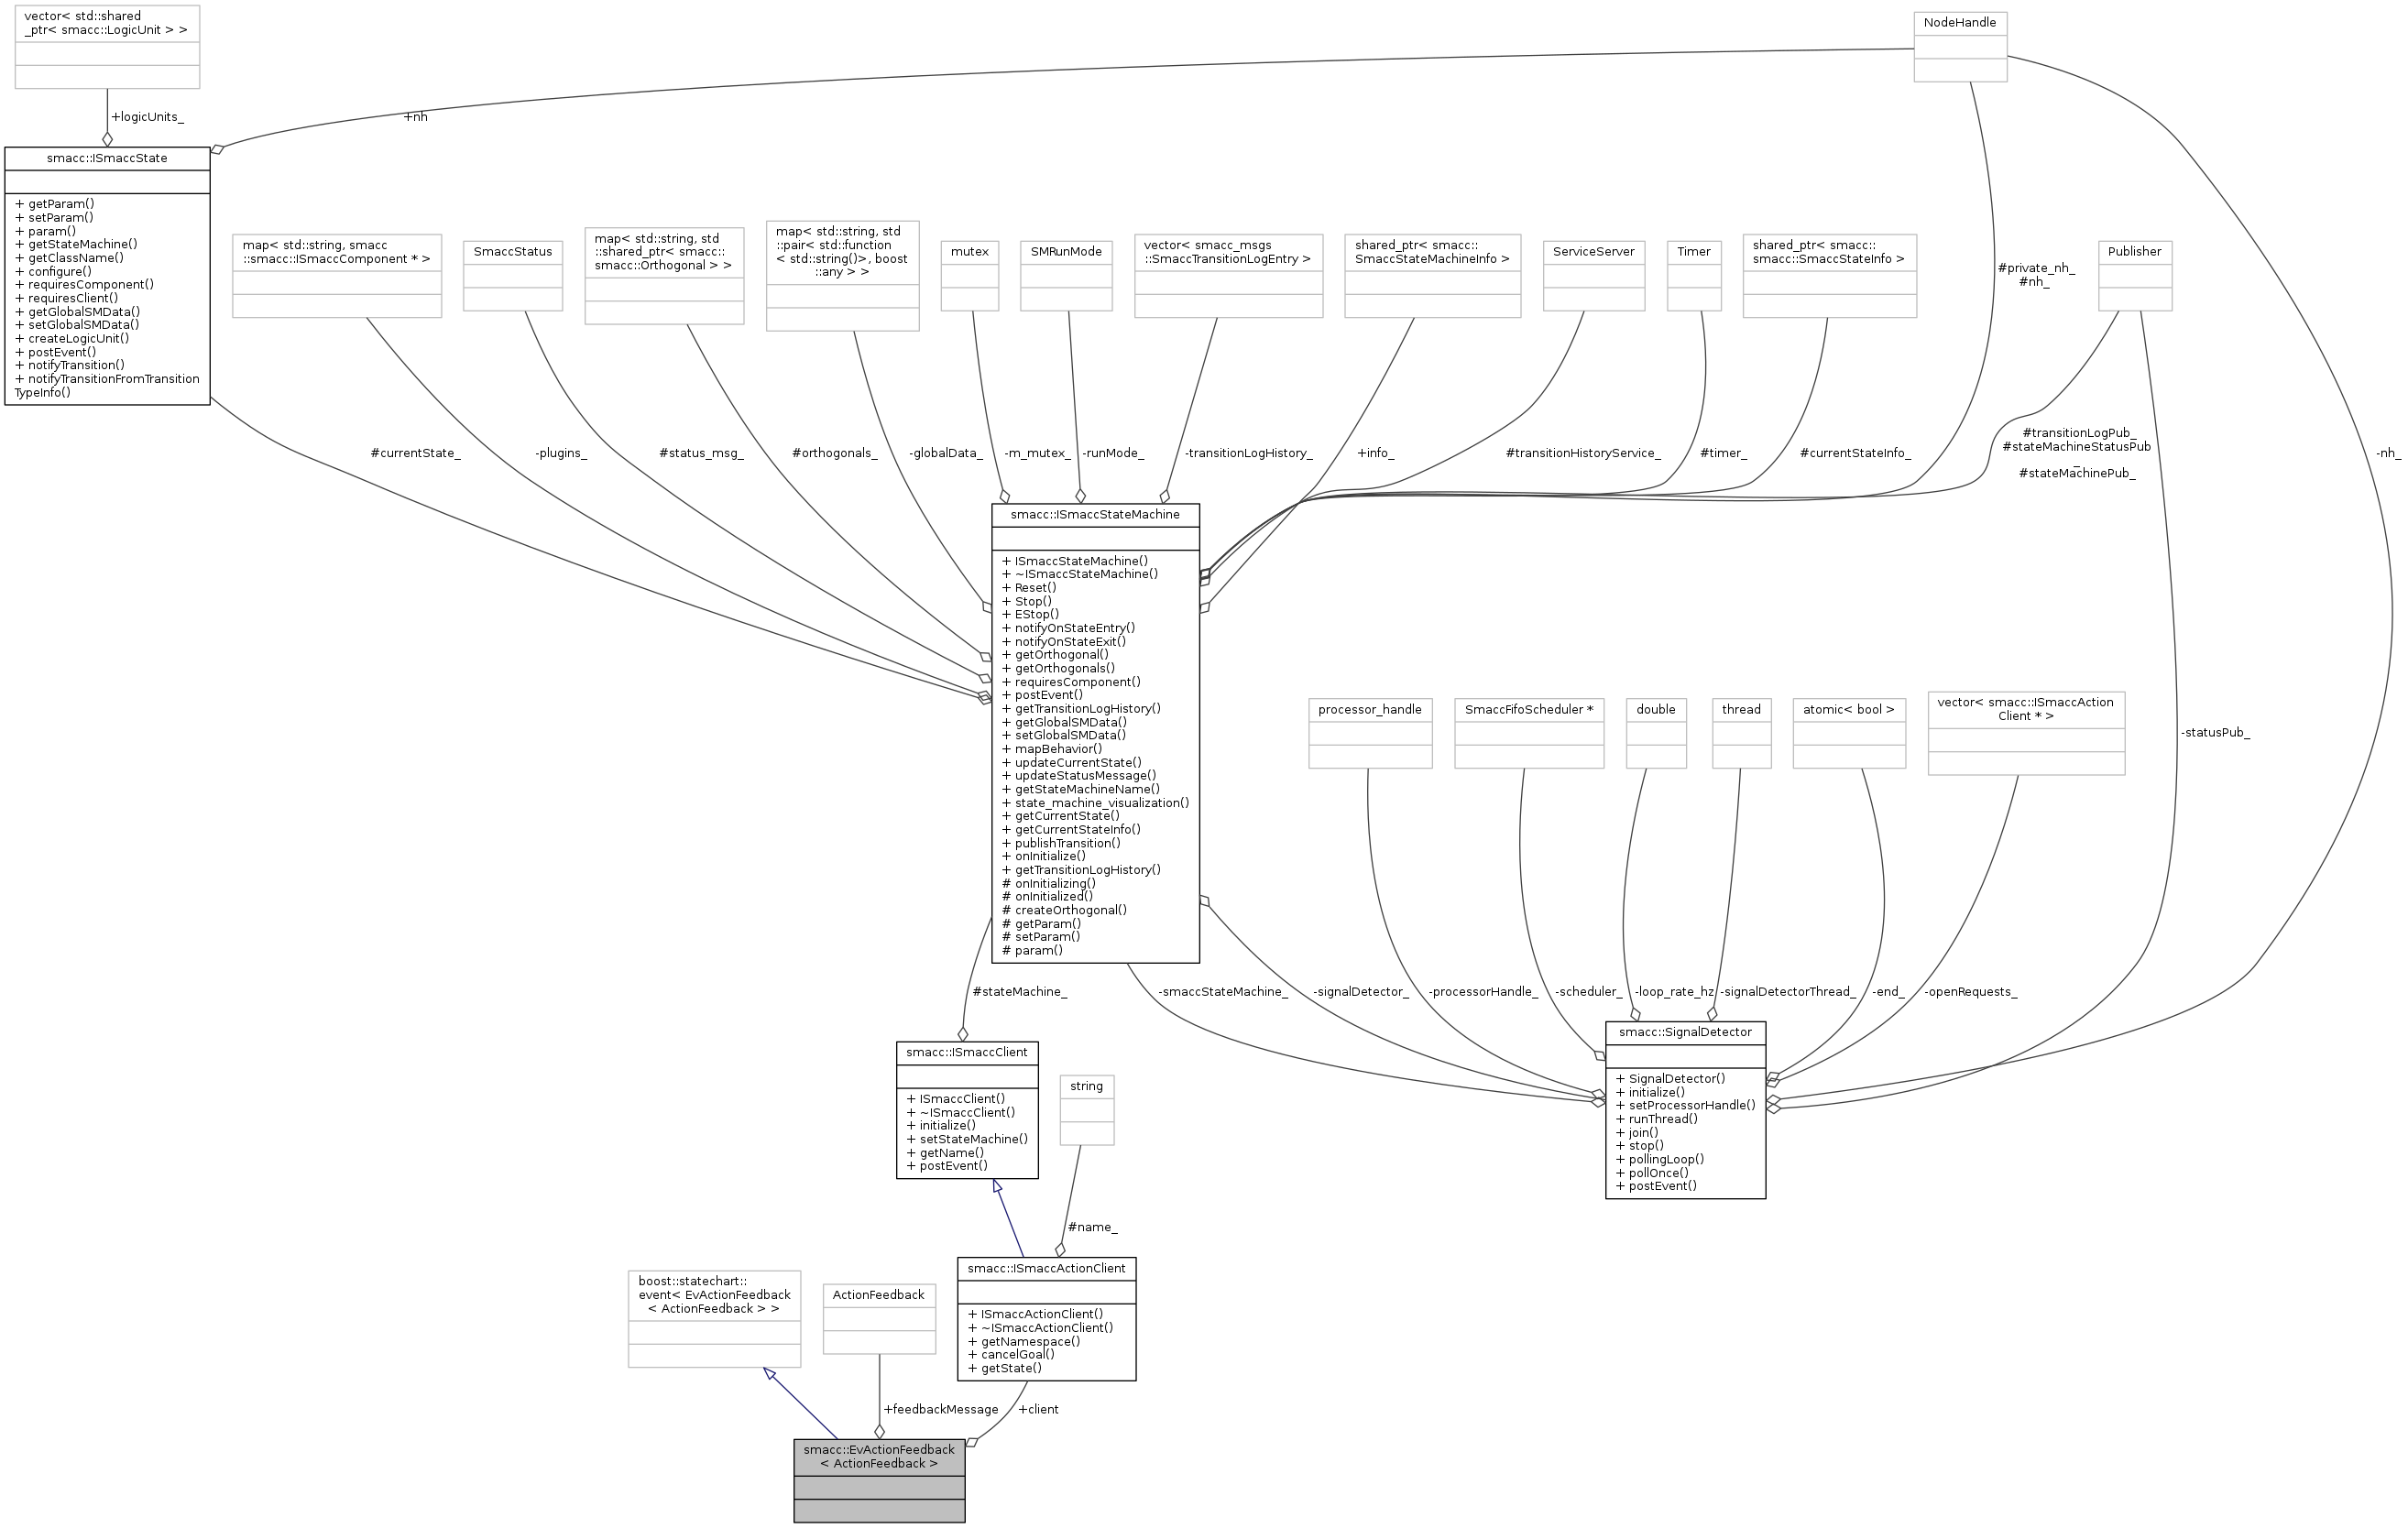 vector< std::shared
_ptr< smacc::LogicUnit > >
NodeHandle
+logicUnits_
+nh
smacc::ISmaccState
+ getParam()
+ setParam()
+ param()
+ getStateMachine()
+ getClassName()
+ configure()
+ requiresComponent()
+ requiresClient()
+ getGlobalSMData()
+ setGlobalSMData()
+ createLogicUnit()
+ postEvent()
+ notifyTransition()
+ notifyTransitionFromTransition
TypeInfo()
map< std::string, smacc
::smacc::ISmaccComponent * >
SmaccStatus
map< std::string, std
::shared_ptr< smacc::
smacc::Orthogonal > >
map< std::string, std
::pair< std::function
< std::string()>, boost
::any > >
mutex
SMRunMode
vector< smacc_msgs
::SmaccTransitionLogEntry >
shared_ptr< smacc::
SmaccStateMachineInfo >
ServiceServer
Timer
shared_ptr< smacc::
smacc::SmaccStateInfo >
Publisher
#private_nh_
#nh_
#currentState_
-plugins_
#status_msg_
#orthogonals_
-globalData_
-m_mutex_
-runMode_
-transitionLogHistory_
+info_
#transitionHistoryService_
#timer_
#currentStateInfo_
#transitionLogPub_
#stateMachineStatusPub
_
#stateMachinePub_
-nh_
smacc::ISmaccStateMachine
+ ISmaccStateMachine()
+ ~ISmaccStateMachine()
+ Reset()
+ Stop()
+ EStop()
+ notifyOnStateEntry()
+ notifyOnStateExit()
+ getOrthogonal()
+ getOrthogonals()
+ requiresComponent()
+ postEvent()
+ getTransitionLogHistory()
+ getGlobalSMData()
+ setGlobalSMData()
+ mapBehavior()
+ updateCurrentState()
+ updateStatusMessage()
+ getStateMachineName()
+ state_machine_visualization()
+ getCurrentState()
+ getCurrentStateInfo()
+ publishTransition()
+ onInitialize()
+ getTransitionLogHistory()
# onInitializing()
# onInitialized()
# createOrthogonal()
# getParam()
# setParam()
# param()
processor_handle
SmaccFifoScheduler *
double
thread
atomic< bool >
vector< smacc::ISmaccAction
Client * >
-statusPub_
#stateMachine_
-smaccStateMachine_
-signalDetector_
-processorHandle_
-scheduler_
-loop_rate_hz
-signalDetectorThread_
-end_
-openRequests_
smacc::SignalDetector
+ SignalDetector()
+ initialize()
+ setProcessorHandle()
+ runThread()
+ join()
+ stop()
+ pollingLoop()
+ pollOnce()
+ postEvent()
smacc::ISmaccClient
+ ISmaccClient()
+ ~ISmaccClient()
+ initialize()
+ setStateMachine()
+ getName()
+ postEvent()
string
#name_
smacc::ISmaccActionClient
+ ISmaccActionClient()
+ ~ISmaccActionClient()
+ getNamespace()
+ cancelGoal()
+ getState()
boost::statechart::
event< EvActionFeedback
< ActionFeedback > >
ActionFeedback
+feedbackMessage
+client
smacc::EvActionFeedback
< ActionFeedback >